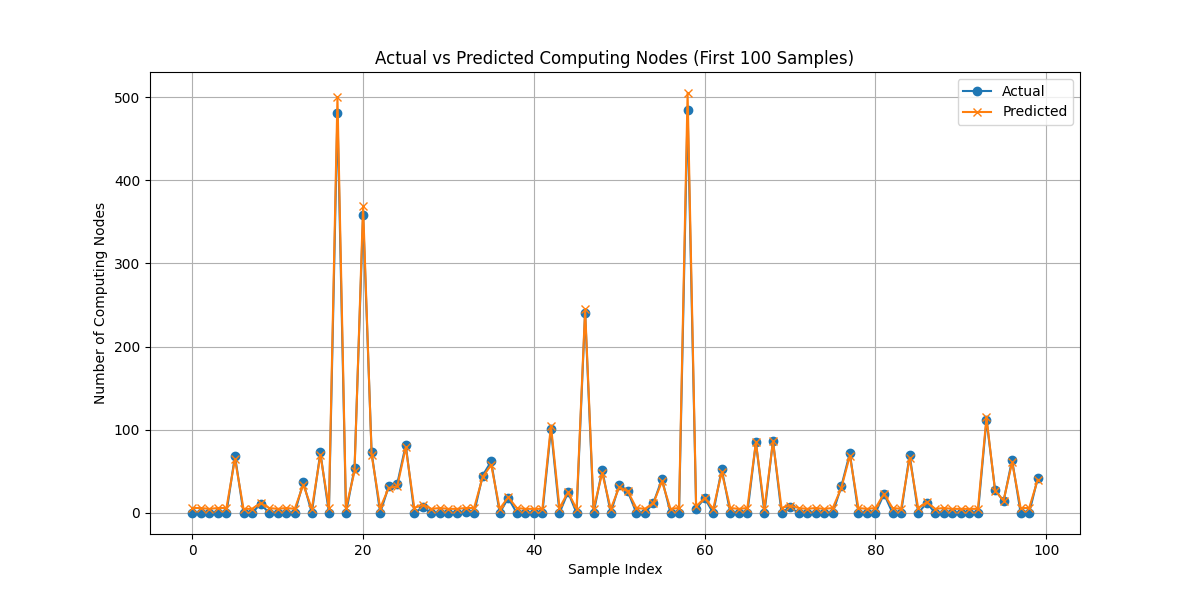 Actual vs Predicted Computing Nodes (First 100 Samples)
Actual
Predicted
Number of Computing Nodes
500
400
300
200
100
0
0 20 40 60 80 100
Sample Index